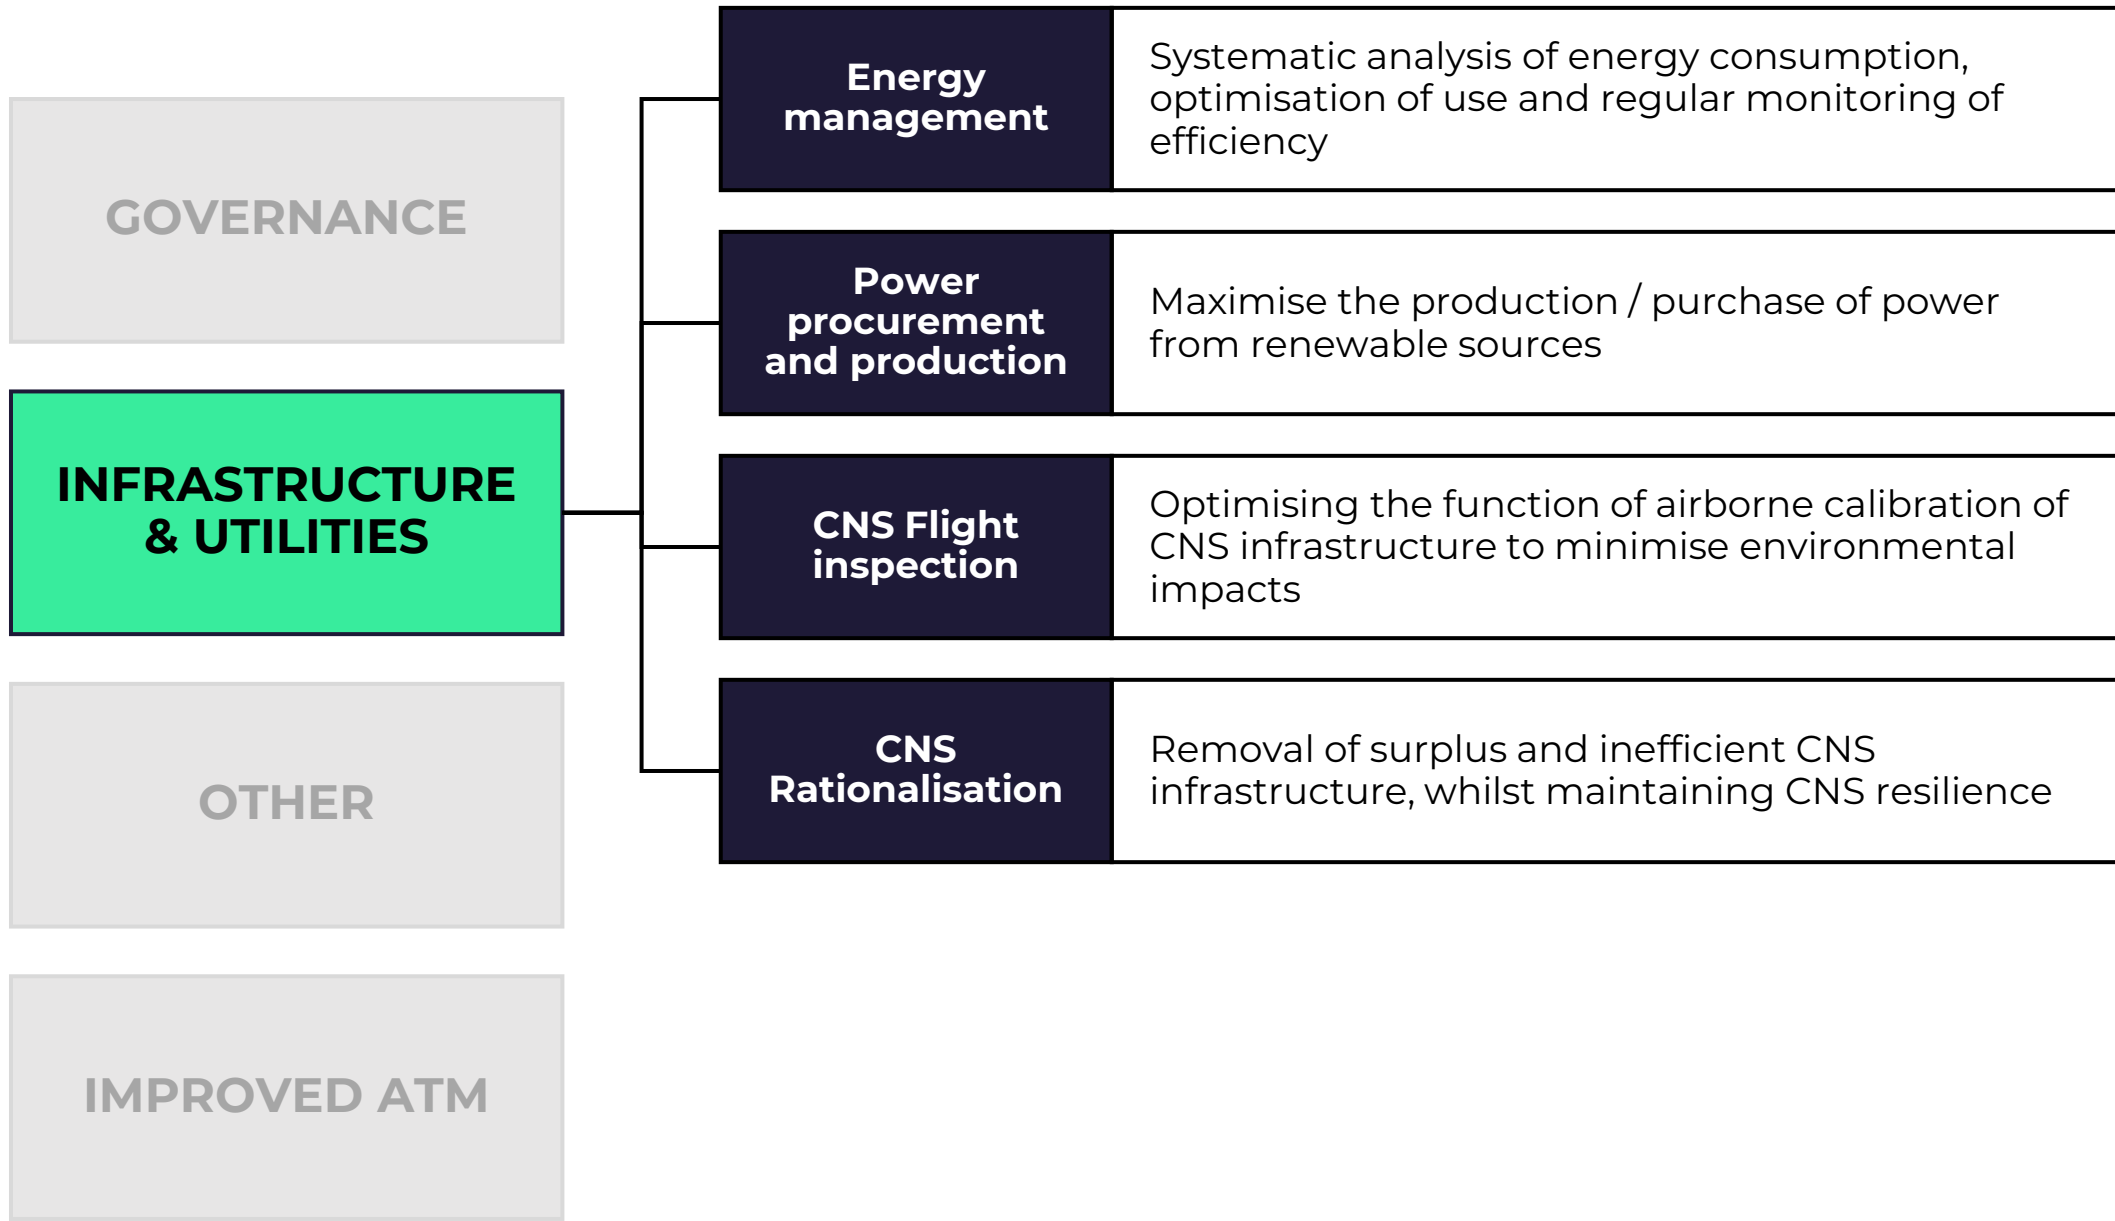 GOVERNANCE
INFRASTRUCTURE
& UTILITIES
OTHER
IMPROVED ATM
Energy
management
Systematic analysis of energy consumption,
optimisation of use and regular monitoring of
efficiency
Power
procurement
and production
Maximise the production / purchase of power
from renewable sources
CNS Flight
inspection
Optimising the function of airborne calibration of
CNS infrastructure to minimise environmental
impacts
CNS
Rationalisation
Removal of surplus and inefficient CNS
infrastructure, whilst maintaining CNS resilience